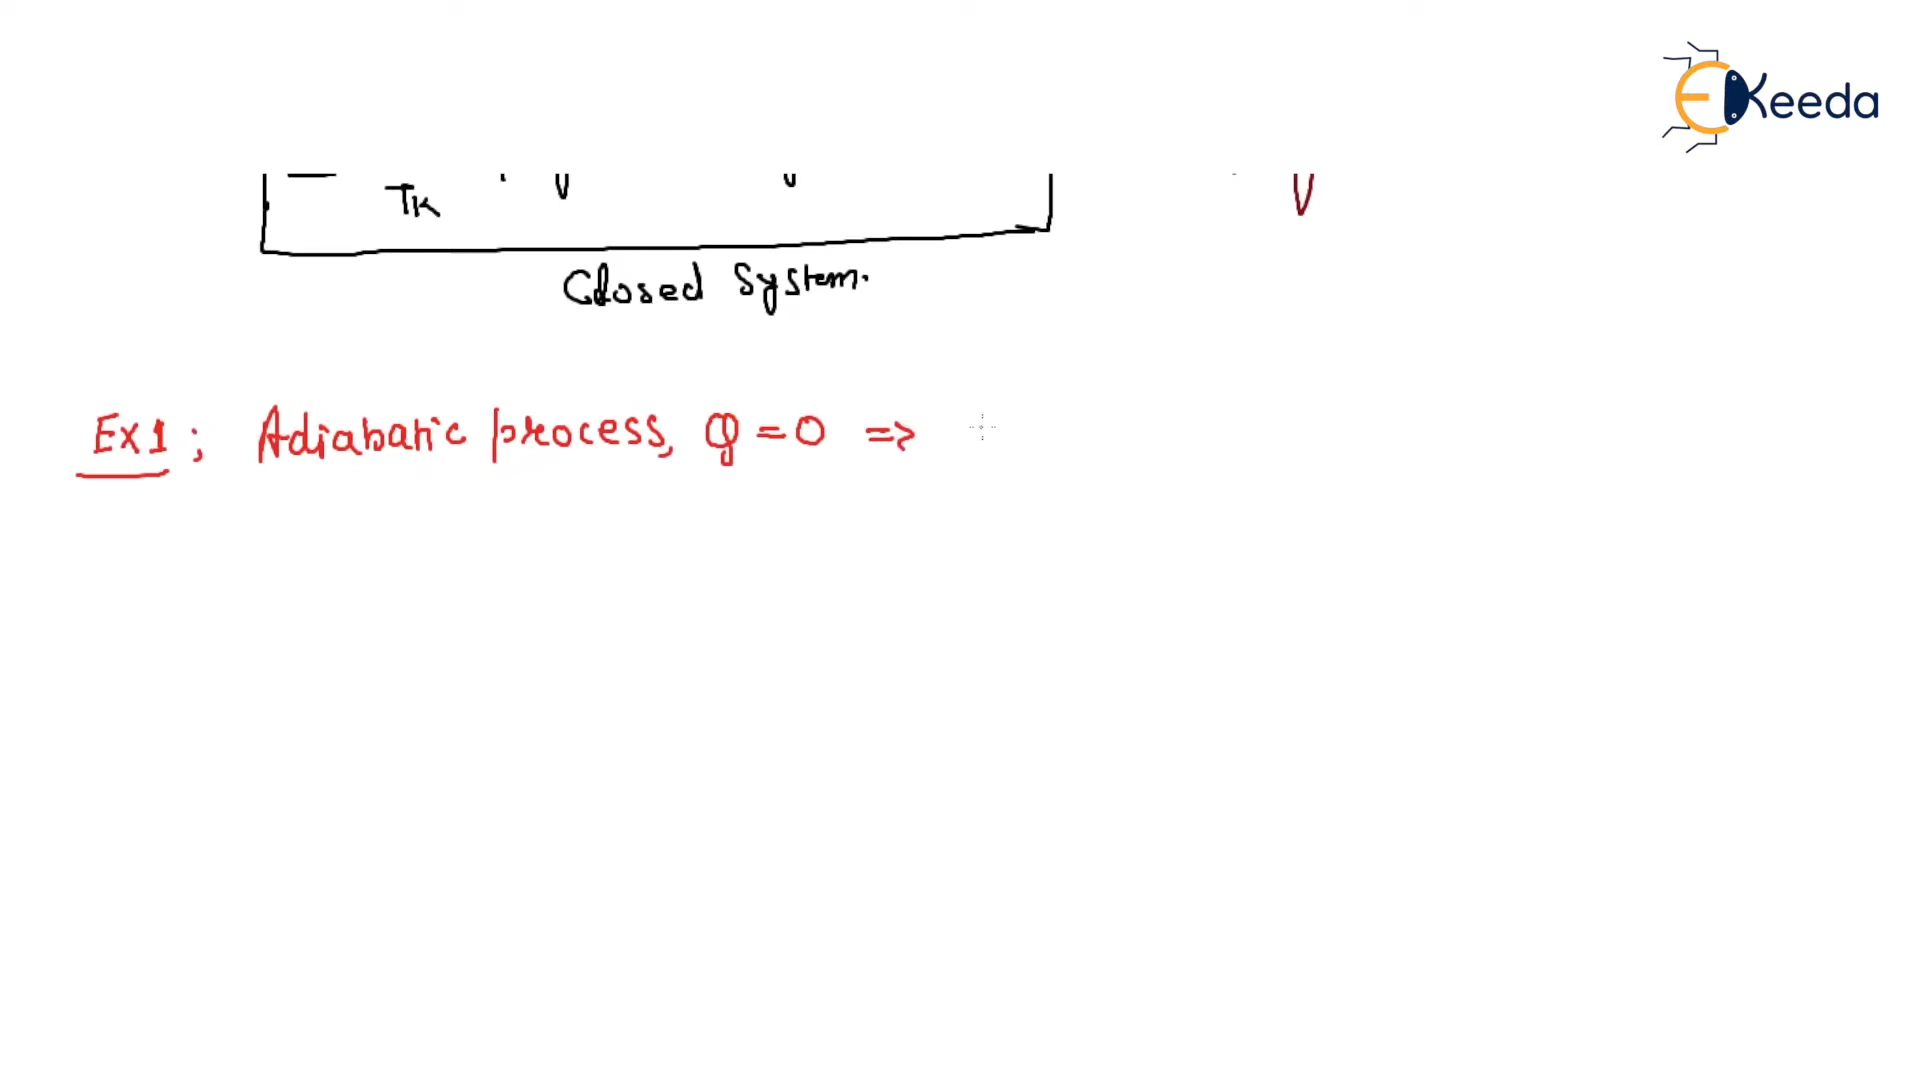 EKeeda
TK
Closed System.
Ex1; Adiabatic process, Q = 0 =>